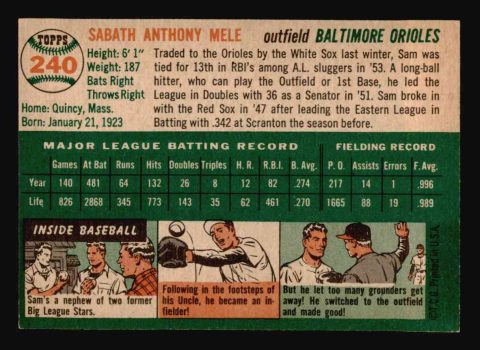 TOPPS
240
SABATH ANTHONY MELE outfield BALTIMORE ORIOLES
Height: 6' 1"
Weight: 187
Bats Right
Throws Right
Home: Quincy, Mass.
Born: January 21, 1923
Traded to the Orioles by the White Sox last winter, Sam was
tied for 13th in RBI's among A.L. sluggers in '53. A long-ball
hitter, who can play the Outfield or 1st Base, he led the
League in Doubles with 36 as a Senator in '51. Sam broke in
with the Red Sox in '47 after leading the Eastern League in
Batting with .342 at Scranton the season before.
MAJOR LEAGUE BATTING RECORD FIELDING RECORD
Games At Bat Runs Hits Doubles Triples H. R. R.B.I. B. Avg. P. O. Assists Errors F. Avg.
Year 140 481 64 132 26 8 12 82 .274 217 14 1 .996
Life 826 2868 345 773 37 61 461 .270 1665 88 19 .989
INSIDE BASEBALL
Sam's a nephew of two former
Big League Stars.
Following in the footsteps of
his Uncle, he became an in-
fielder!
But he let too many grounders
get away! He switched to the
outfield and made good!
©T.C.G. Printed in U.S.A.